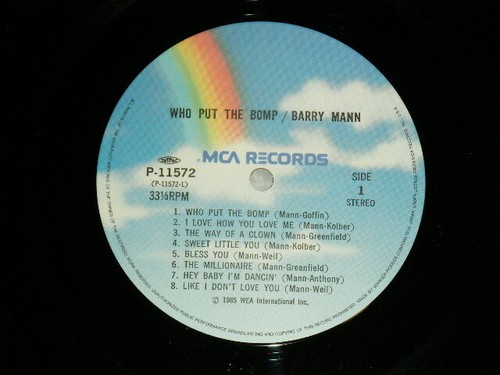 WHO PUT THE BOMP / BARRY MANN
MCA RECORDS
P-11572
(P-11572-L)
33⅓RPM
SIDE
1
STEREO
1. WHO PUT THE BOMP (Mann-Goffin)
2. I LOVE HOW YOU LOVE ME (Mann-Kolber)
3. THE WAY OF A CLOWN (Mann-Greenfield)
4. SWEET LITTLE YOU (Mann-Kolber)
5. BLESS YOU (Mann-Weil)
6. THE MILLIONAIRE (Mann-Greenfield)
7. HEY BABY I'M DANCIN' (Mann-Anthony)
8. LIKE I DON'T LOVE YOU (Mann-Weil)
© 1985 WEA International Inc.